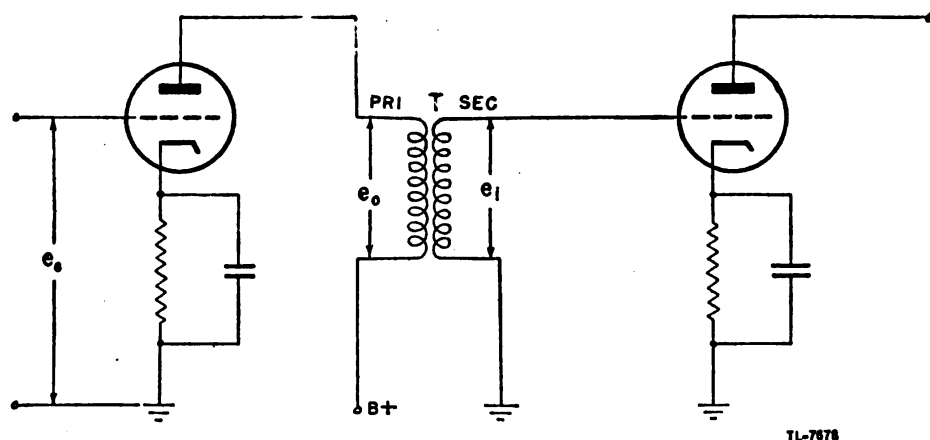 PRI T SEC
e₀ e₁
eₛ
B+
TL-7678